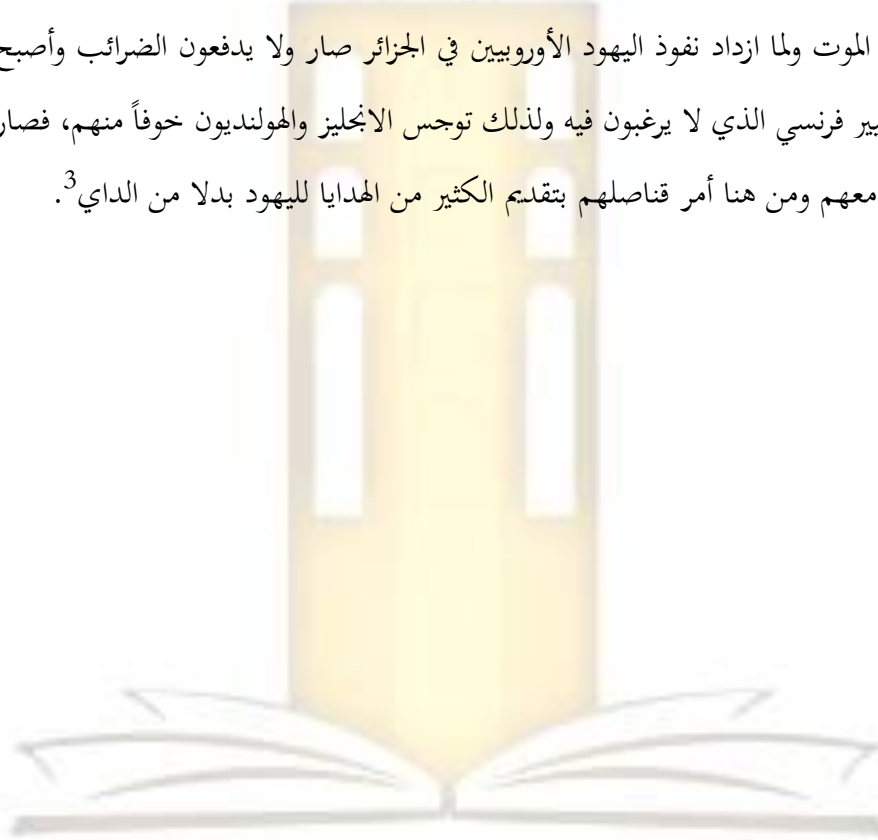 الموت ولما ازداد نفوذ اليهود الأوروبيين في الجزائر صار ولا يدفعون الضرائب وأصبح
فرنسي الذي لا يرغبون فيه ولذلك توجس الانجليز والهولنديون خوفاً منهم، فصار
معهم ومن هنا أمر قناصلهم بتقديم الكثير من الهدايا لليهود بدلا من الداي3.